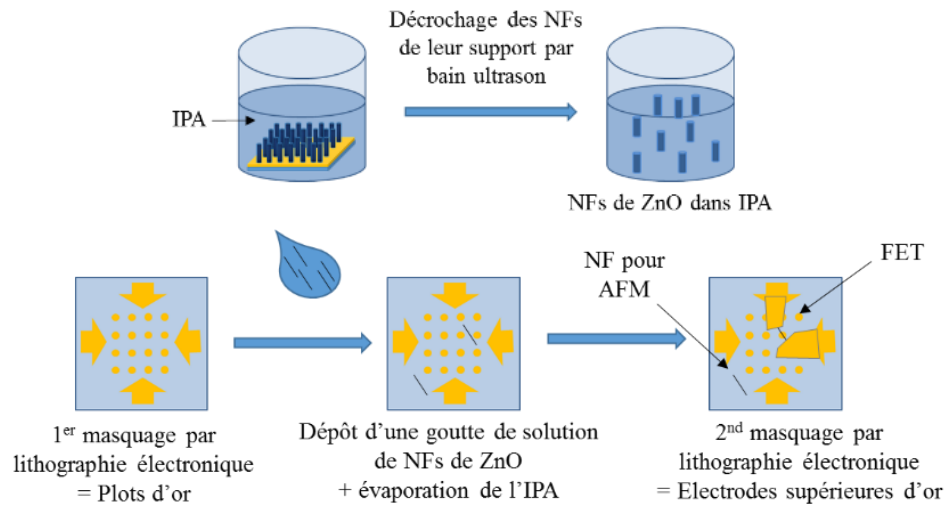 Décrochage des NFs
de leur support par
bain ultrason
IPA
NFs de ZnO dans IPA
NF pour
AFM
FET
1er masquage par
lithographie électronique
= Plots d'or
Dépôt d'une goutte de solution
de NFs de ZnO
+ évaporation de l'IPA
2nd masquage par
lithographie électronique
= Electrodes supérieures d'or